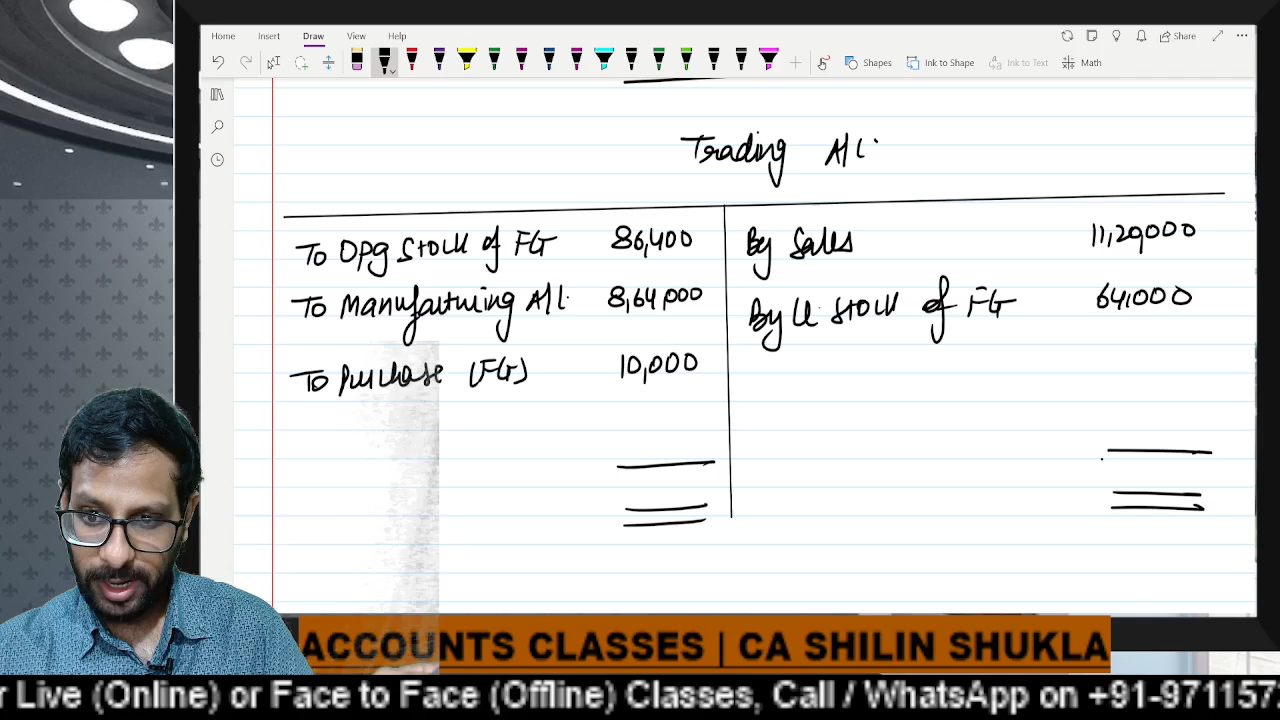 Home Insert Draw View Help
Share
Shapes Ink to Shape Ink to Text Math
Trading A/c.
To Opg Stock of FG 86,400 By Sales 11,20,000
To Manufacturing A/c. 8,64,000 By Cl. Stock of FG 64,000
To Purchase (FG) 10,000
ACCOUNTS CLASSES | CA SHILIN SHUKLA
r Live (Online) or Face to Face (Offline) Classes, Call / WhatsApp on +91-971157